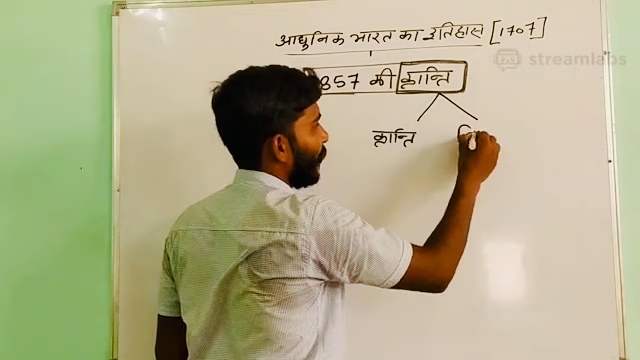 आधुनिक भारत का इतिहास [1707]
857 की क्रान्ति
क्रान्ति
streamlabs